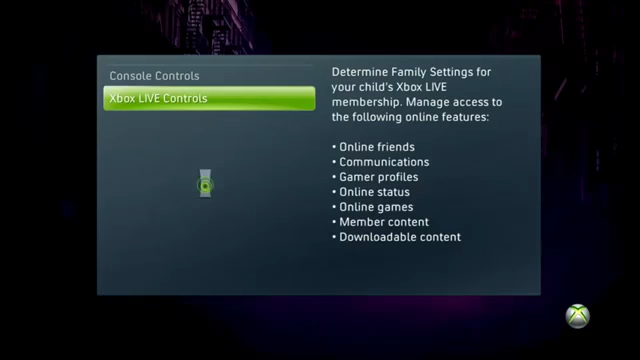 Console Controls
Xbox LIVE Controls
Determine Family Settings for
your child's Xbox LIVE
membership. Manage access to
the following online features:
• Online friends
• Communications
• Gamer profiles
• Online status
• Online games
• Member content
• Downloadable content